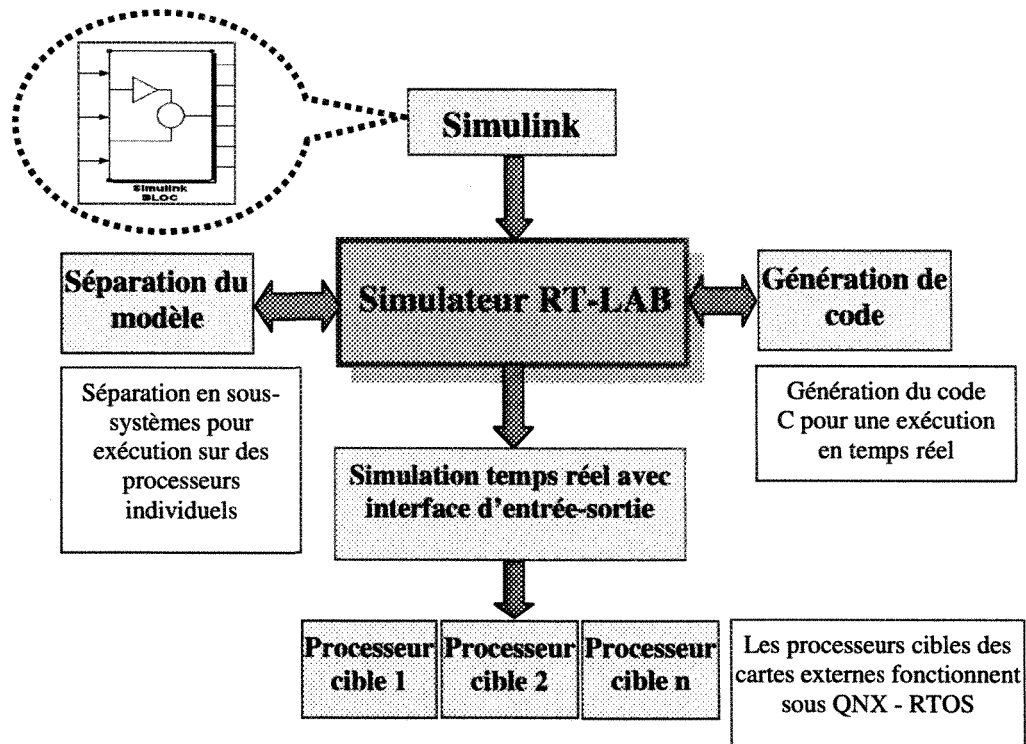 Simulink
BLOC
Simulink
Séparation du
modèle
Simulateur RT-LAB
Génération de
code
Séparation en sous-
systèmes pour
exécution sur des
processeurs
individuels
Génération du code
C pour une exécution
en temps réel
Simulation temps réel avec
interface d'entrée-sortie
Processeur
cible 1
Processeur
cible 2
Processeur
cible n
Les processeurs cibles des
cartes externes fonctionnent
sous QNX - RTOS